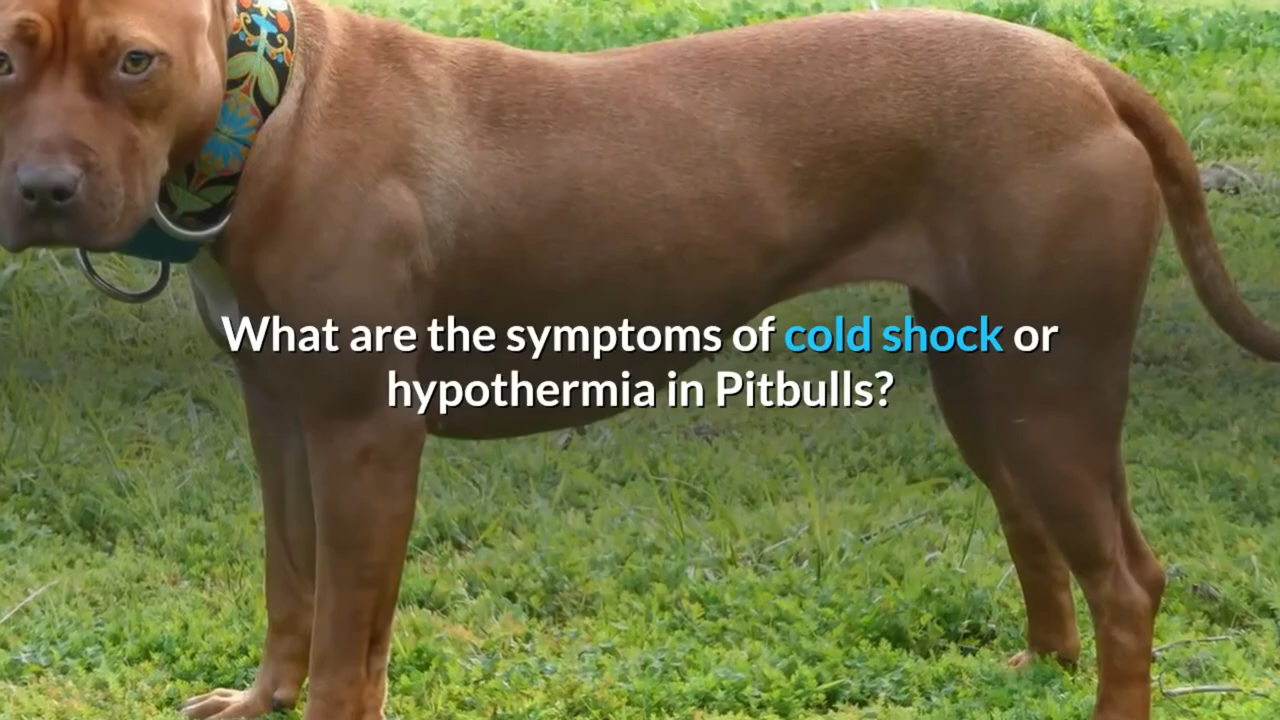 What are the symptoms of cold shock or
hypothermia in Pitbulls?